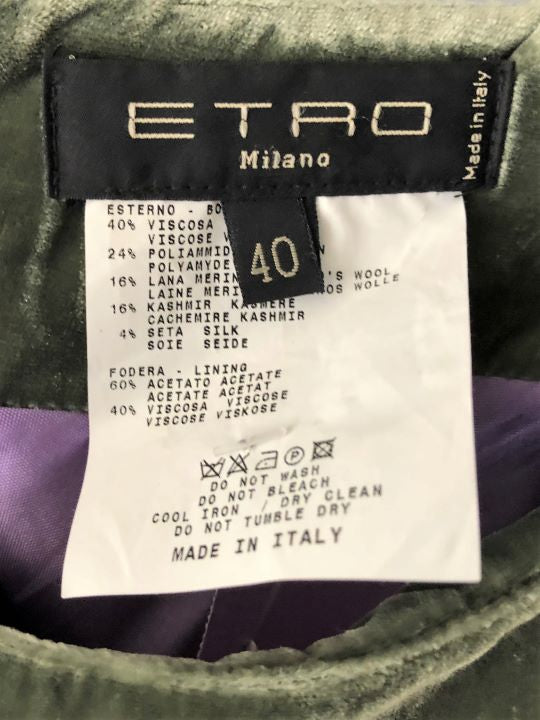 ETRO
Milano
Made in Italy
40
ESTERNO - BO
40% VISCOSA
VISCOSE V
24% POLIAMMID N
POLYAMYDE
16% LANA MERIN 'S WOOL
LAINE MERI NOS WOLLE
16% KASHMIR KASMERE
CACHEMIRE KASHMIR
4% SETA SILK
SOIE SEIDE
FODERA - LINING
60% ACETATO ACETATE
ACETATE ACETAT
40% VISCOSA VISCOSE
VISCOSE VISKOSE
P
DO NOT WASH
DO NOT BLEACH
COOL IRON / DRY CLEAN
DO NOT TUMBLE DRY
MADE IN ITALY